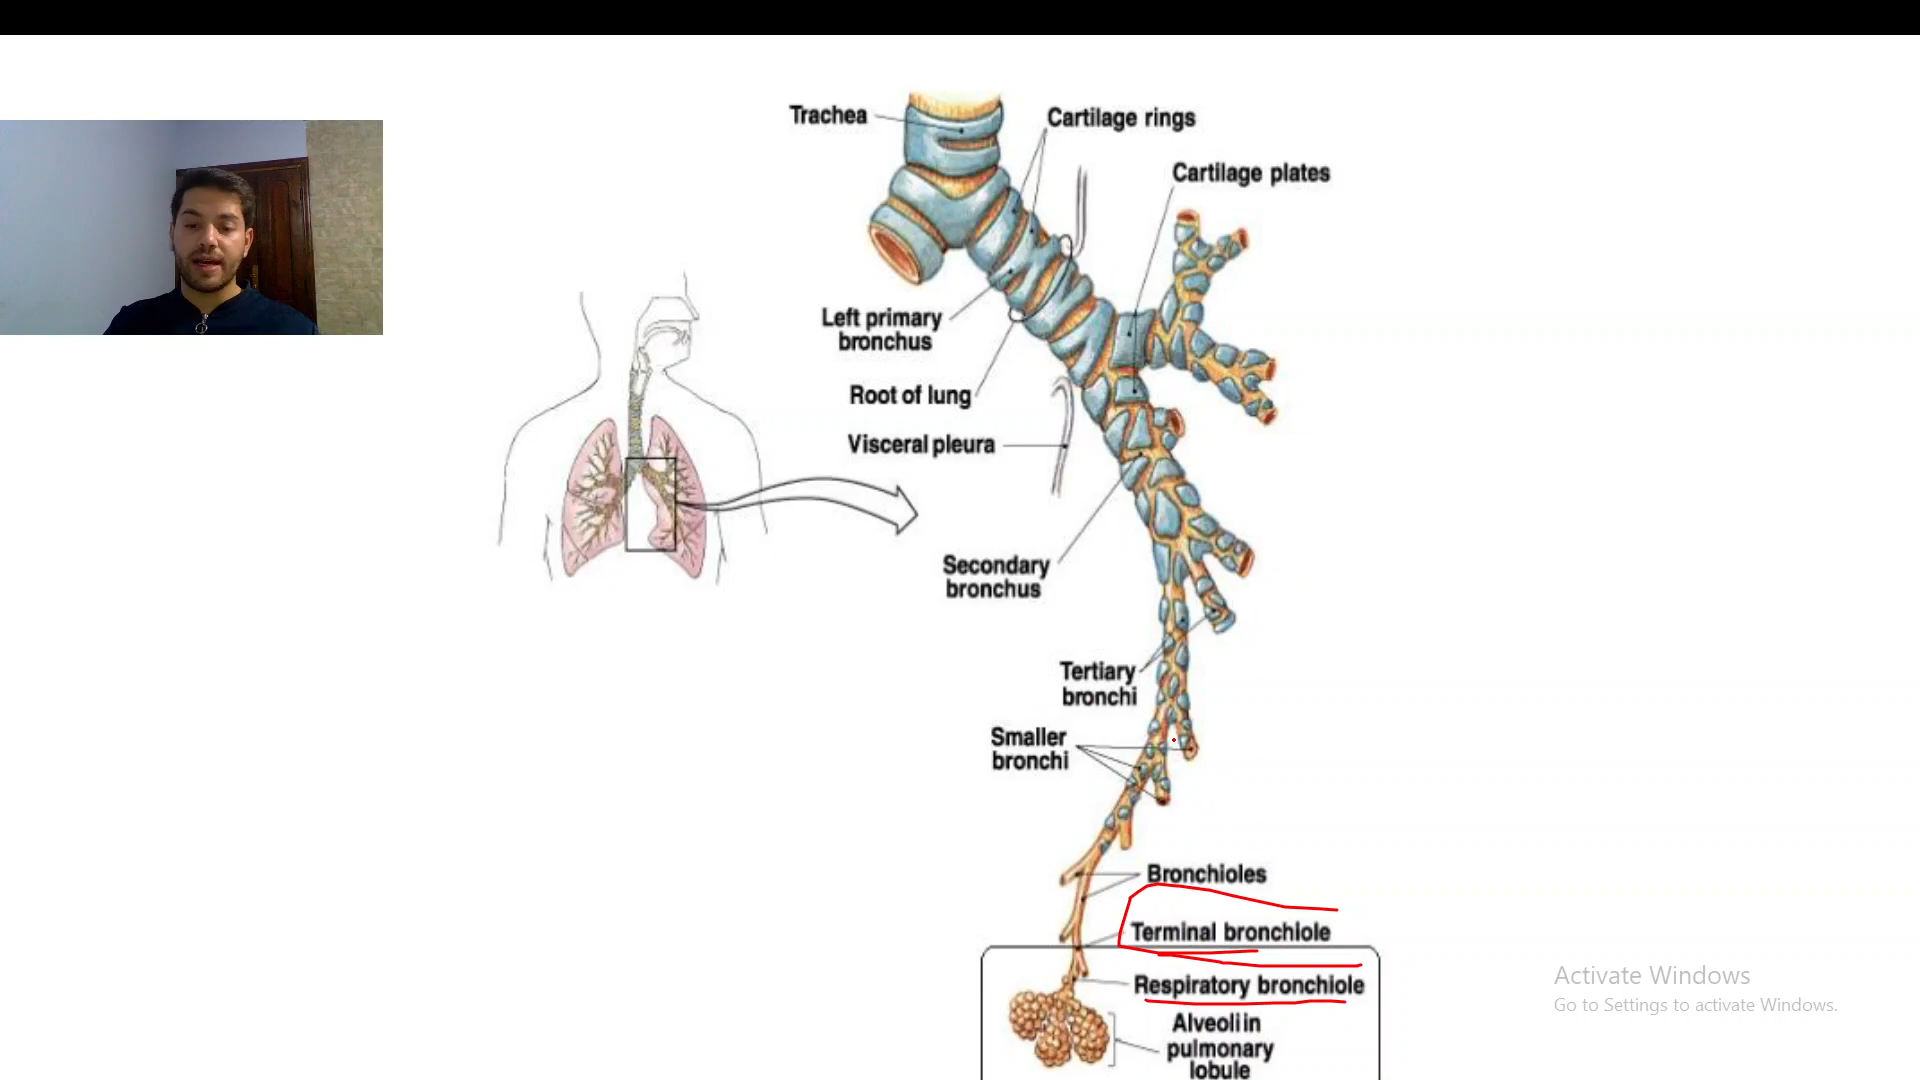 Trachea
Cartilage rings
Cartilage plates
Left primary
bronchus
Root of lung
Visceral pleura
Secondary
bronchus
Tertiary
bronchi
Smaller
bronchi
Bronchioles
Terminal bronchiole
Respiratory bronchiole
Alveoli in
pulmonary
lobule
Activate Windows
Go to Settings to activate Windows.